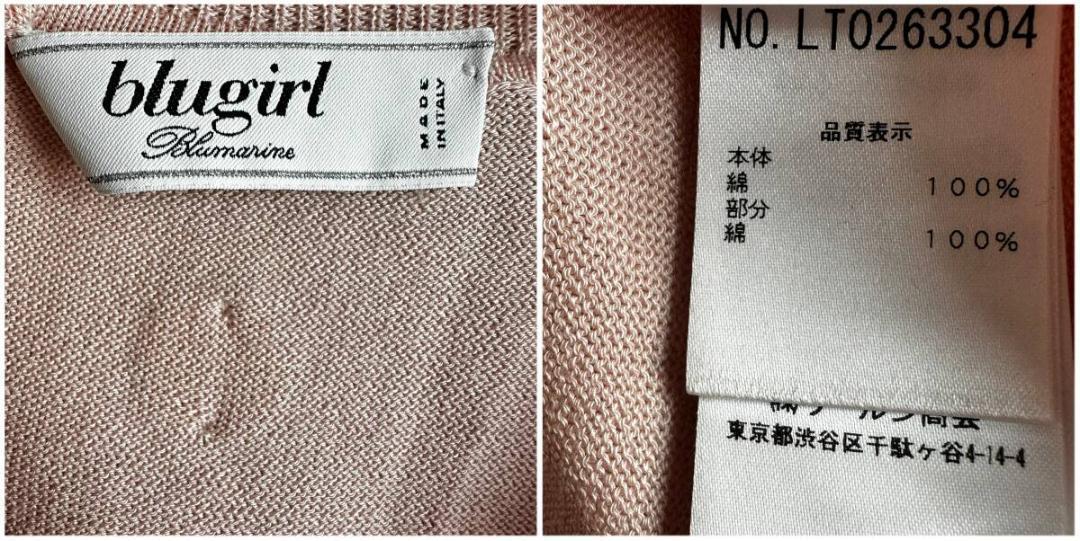 blugirl
Blumarine
MADE
IN ITALY
NO. LT0263304
品質表示
本体
綿 100%
部分
綿 100%
東京都渋谷区千駄ケ谷4-14-4